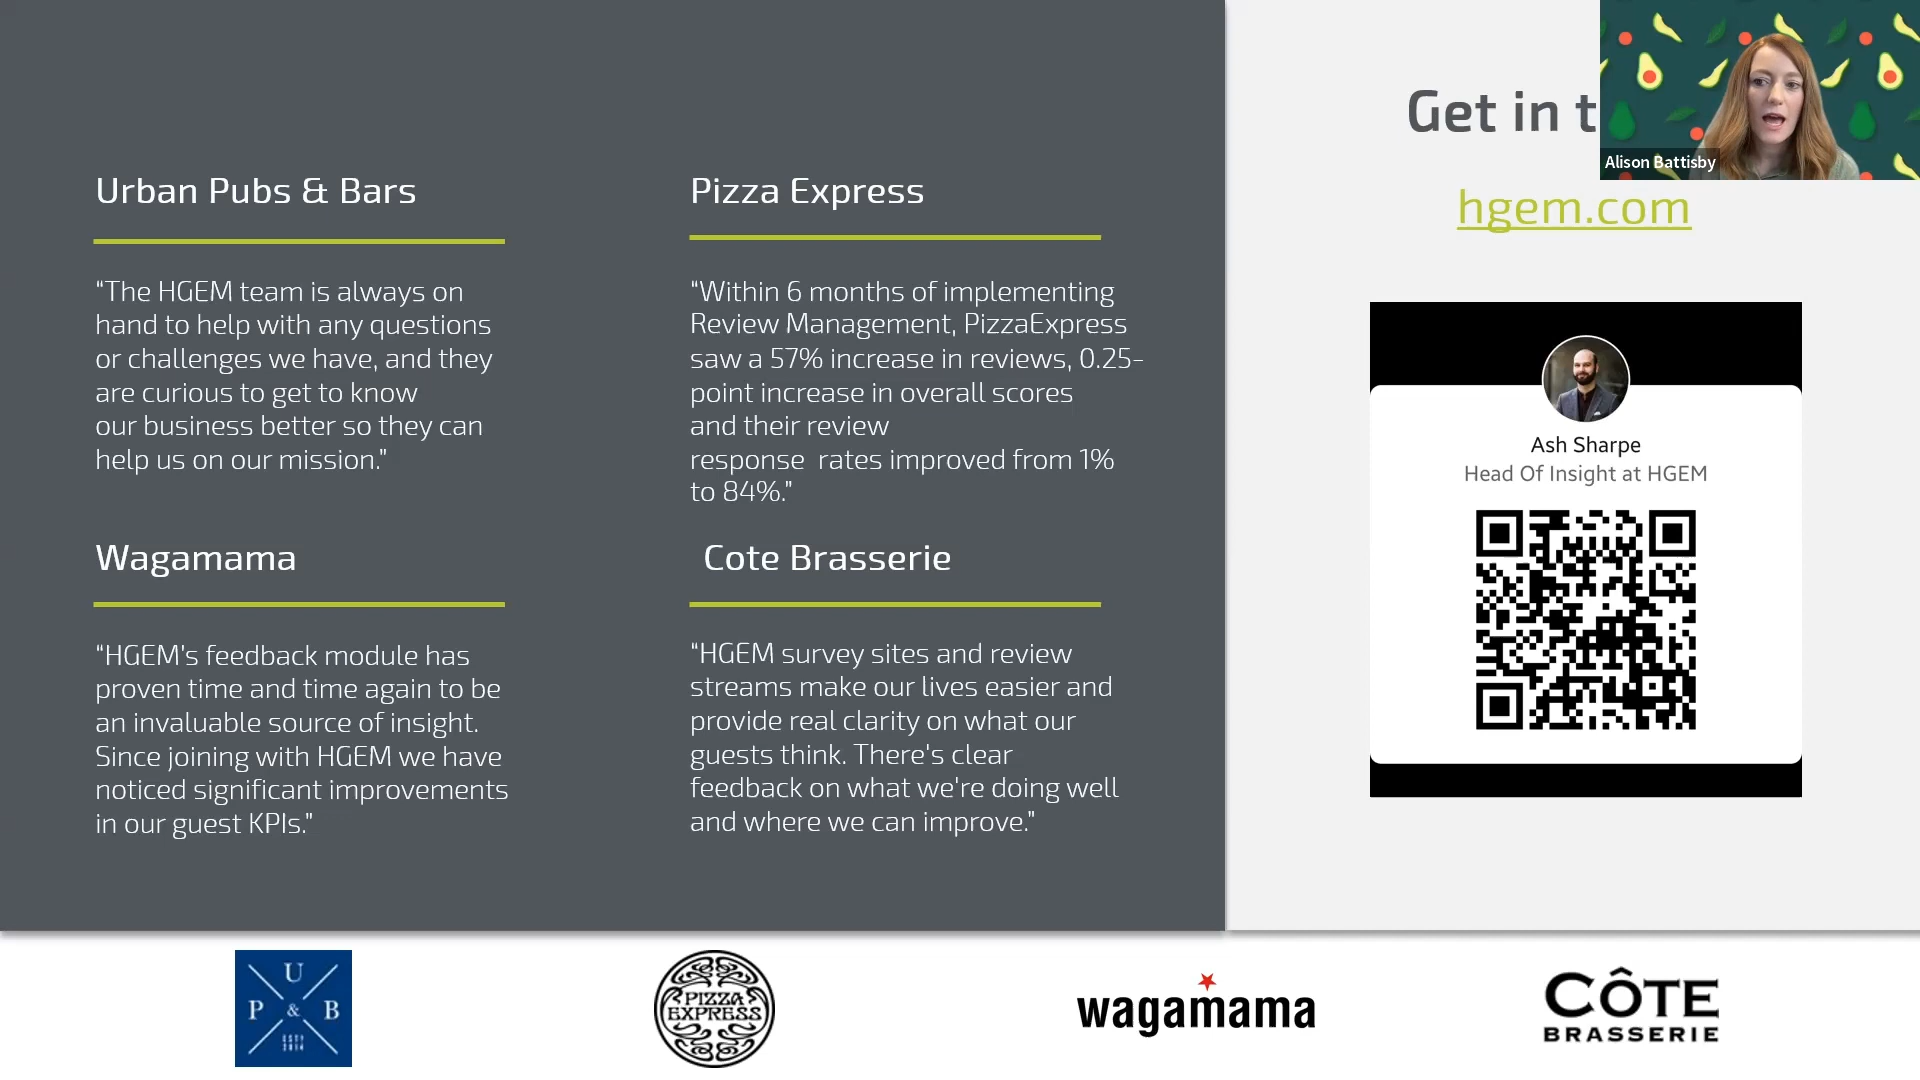 Urban Pubs & Bars
“The HGEM team is always on
hand to help with any questions
or challenges we have, and they
are curious to get to know
our business better so they can
help us on our mission.”
Pizza Express
“Within 6 months of implementing
Review Management, PizzaExpress
saw a 57% increase in reviews, 0.25-
point increase in overall scores
and their review
response  rates improved from 1%
to 84%.”
Wagamama
“HGEM’s feedback module has
proven time and time again to be
an invaluable source of insight.
Since joining with HGEM we have
noticed significant improvements
in our guest KPIs.”
Cote Brasserie
“HGEM survey sites and review
streams make our lives easier and
provide real clarity on what our
guests think. There's clear
feedback on what we're doing well
and where we can improve.”
Get in t
Alison Battisby
hgem.com
Ash Sharpe
Head Of Insight at HGEM
U
P & B
ESTD
2014
PIZZA
EXPRESS
wagamama
CÔTE
BRASSERIE